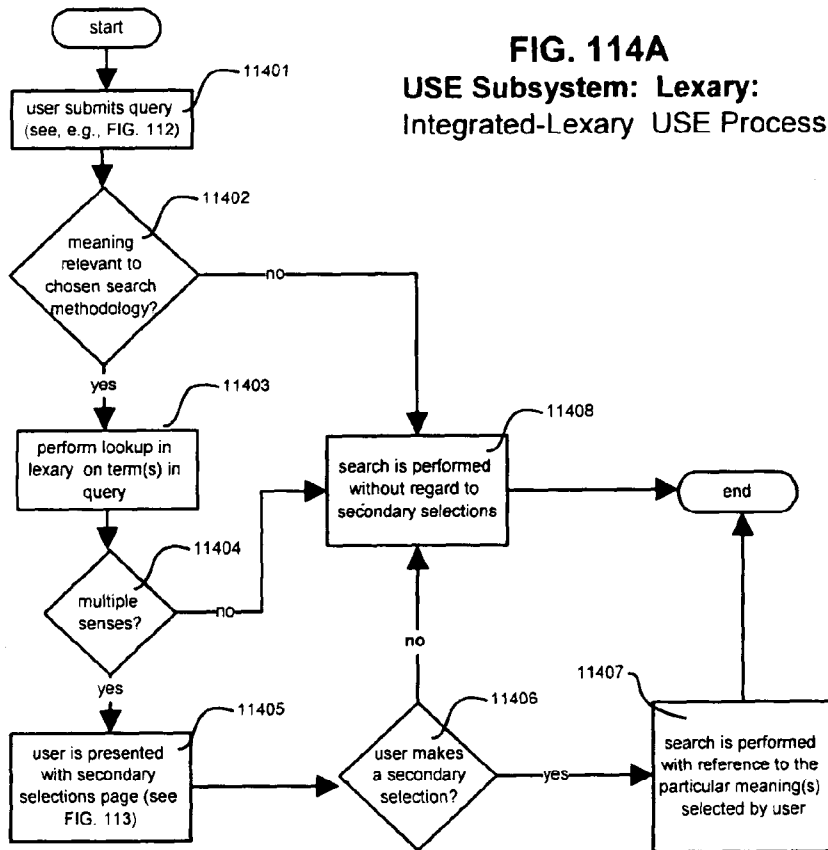 start
FIG. 114A
USE Subsystem: Lexary:
Integrated-Lexary USE Process
11401
user submits query
(see, e.g., FIG. 112)
11402
meaning
relevant to
chosen search
methodology?
no
yes
11403
perform lookup in
lexary on term(s) in
query
11408
search is performed
without regard to
secondary selections
end
11404
multiple
senses?
no
yes
no
11405
user is presented
with secondary
selections page (see
FIG. 113)
11406
user makes
a secondary
selection?
yes
11407
search is performed
with reference to the
particular meaning(s)
selected by user